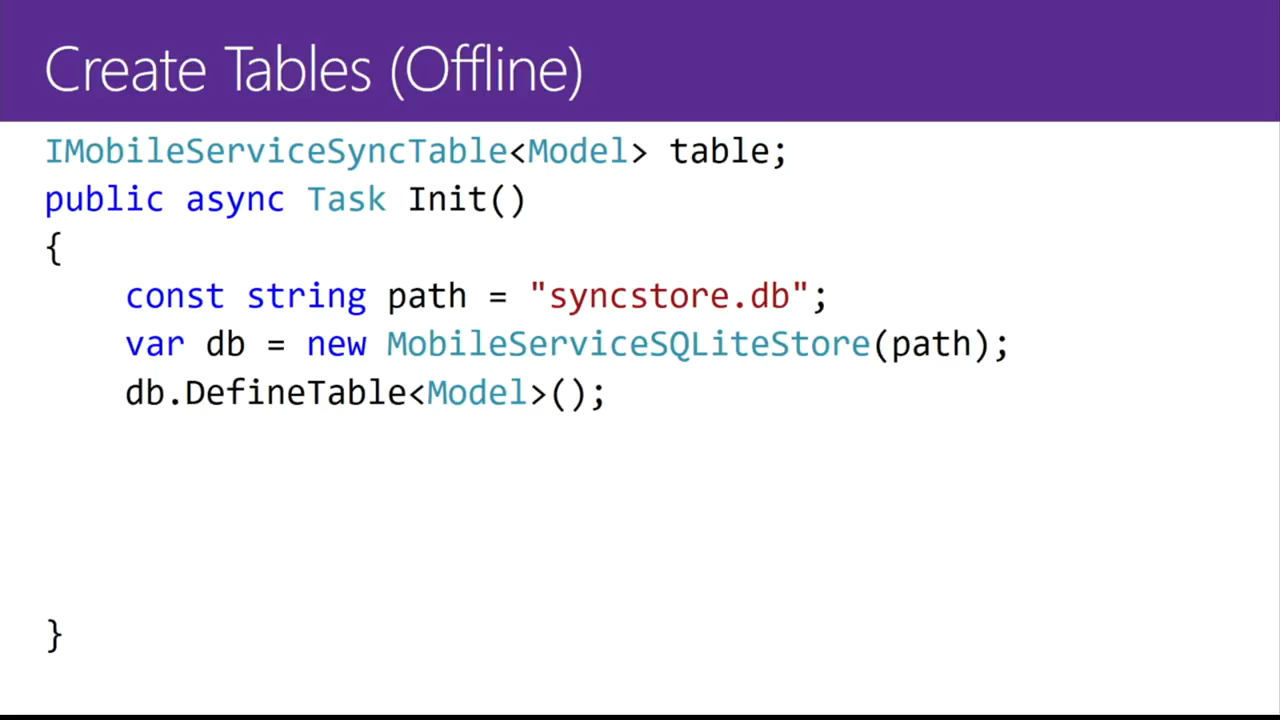 Create Tables (Offline)
IMobileServiceSyncTable<Model> table;
public async Task Init()
{
    const string path = "syncstore.db";
    var db = new MobileServiceSQLiteStore(path);
    db.DefineTable<Model>();
}